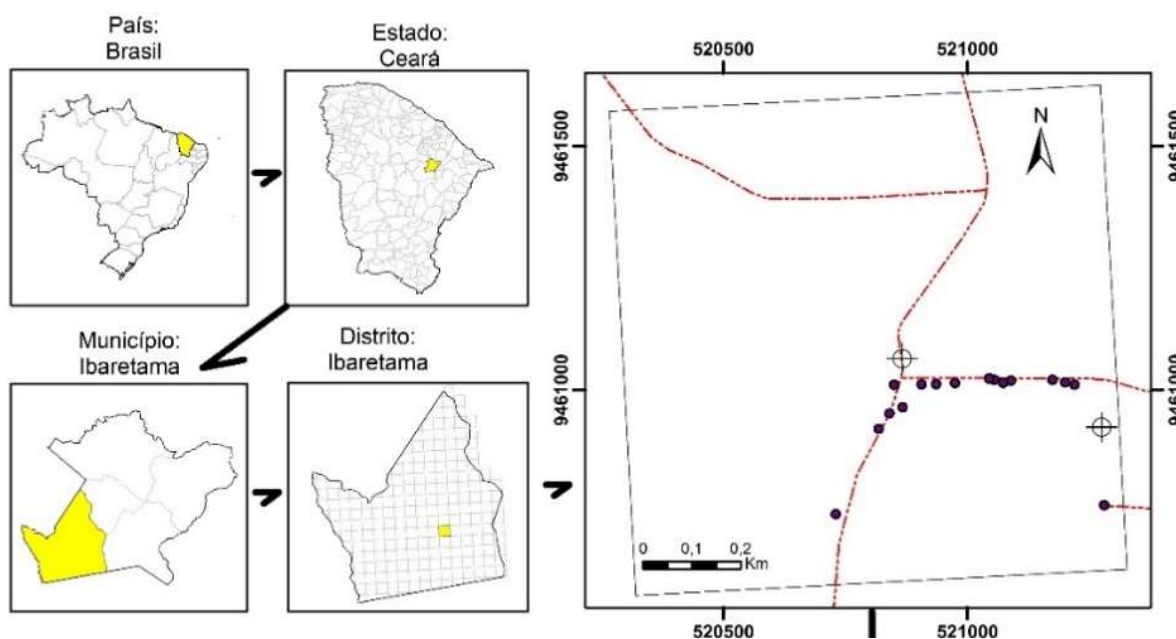 País:
Brasil
Estado:
Ceará
Município:
Ibaretama
Distrito:
Ibaretama
520500 521000
N
9461500 9461500
9461000 9461000
0 0,1 0,2
Km
520500 521000